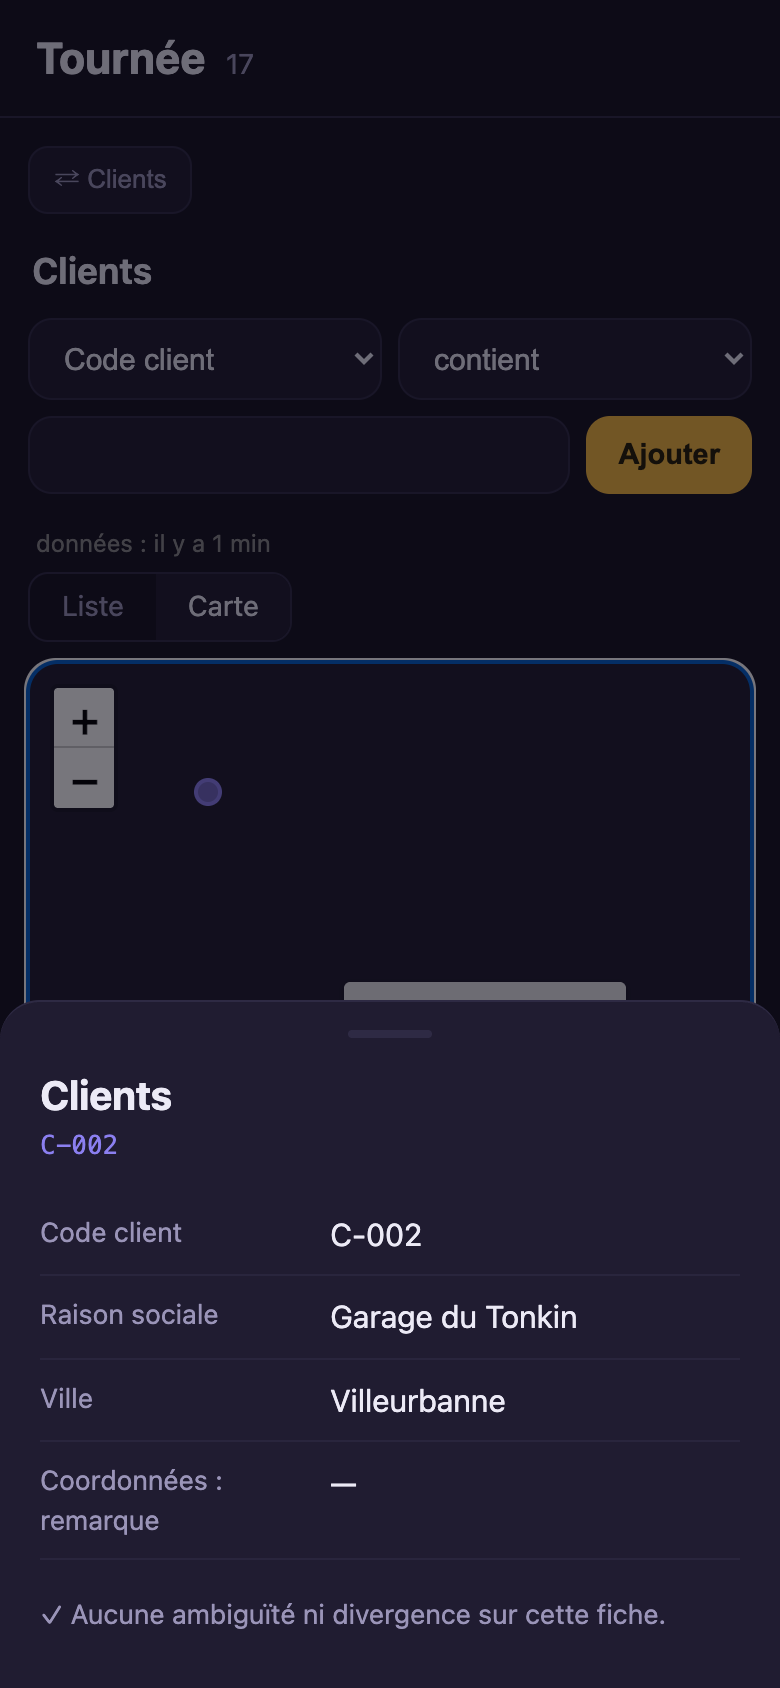 Tournée 17
⇄ Clients
Clients
Code client contient
Ajouter
données : il y a 1 min
Liste Carte
+
−
Clients
C-002
Code client C-002
Raison sociale Garage du Tonkin
Ville Villeurbanne
Coordonnées : —
remarque
✓ Aucune ambiguïté ni divergence sur cette fiche.